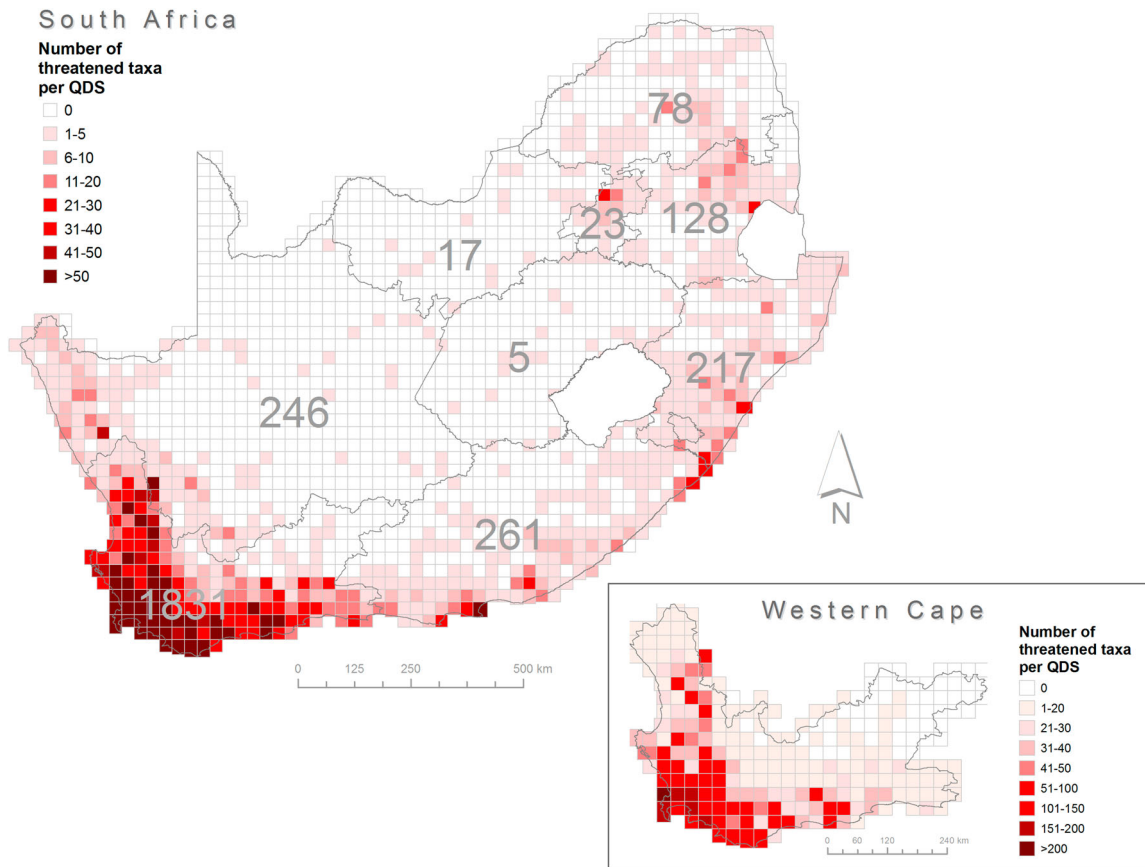 South Africa
Number of
threatened taxa
per QDS
0
1-5
6-10
11-20
21-30
31-40
41-50
>50
78
128
23
17
5
217
246
261
1831
N
0 125 250 500 km
Western Cape
Number of
threatened taxa
per QDS
0
1-20
21-30
31-40
41-50
51-100
101-150
151-200
>200
0 60 120 240 km